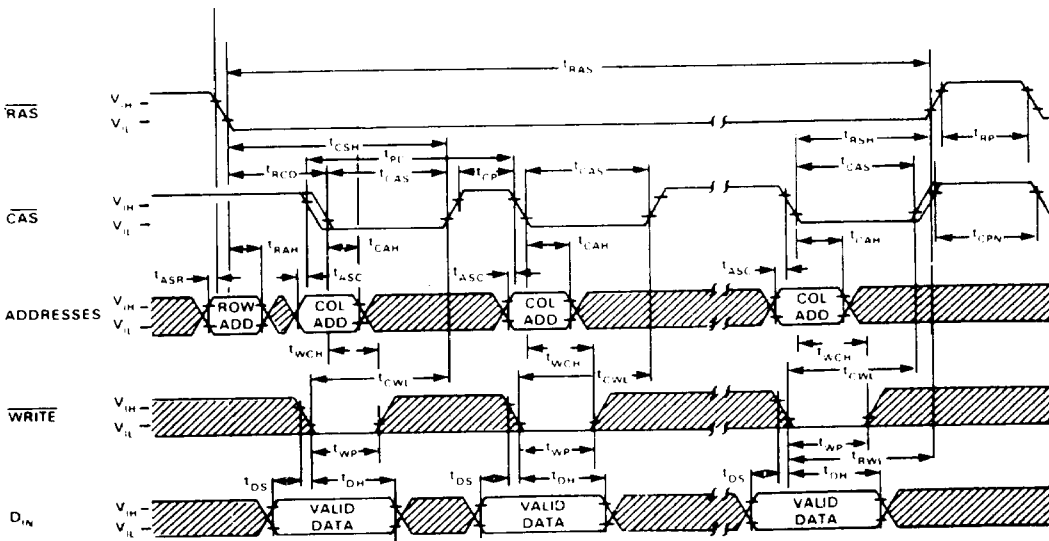 tRAS
RAS
VIH
VIL
tCSH
tPC
tRCD
tCAS
tCP
tCAS
tRSH
tCAS
tRP
CAS
VIH
VIL
tRAH
tCAH
tCAH
tCAH
tCPN
tASR
tASC
tASC
tASC
ADDRESSES
VIH
VIL
ROW ADD
COL ADD
COL ADD
COL ADD
tWCH
tWCH
tWCH
tCWL
tCWL
tCWL
WRITE
VIH
VIL
tWP
tWP
tWP
tRWL
tDS
tDH
tDS
tDH
tDS
tDH
DIN
VIH
VIL
VALID DATA
VALID DATA
VALID DATA